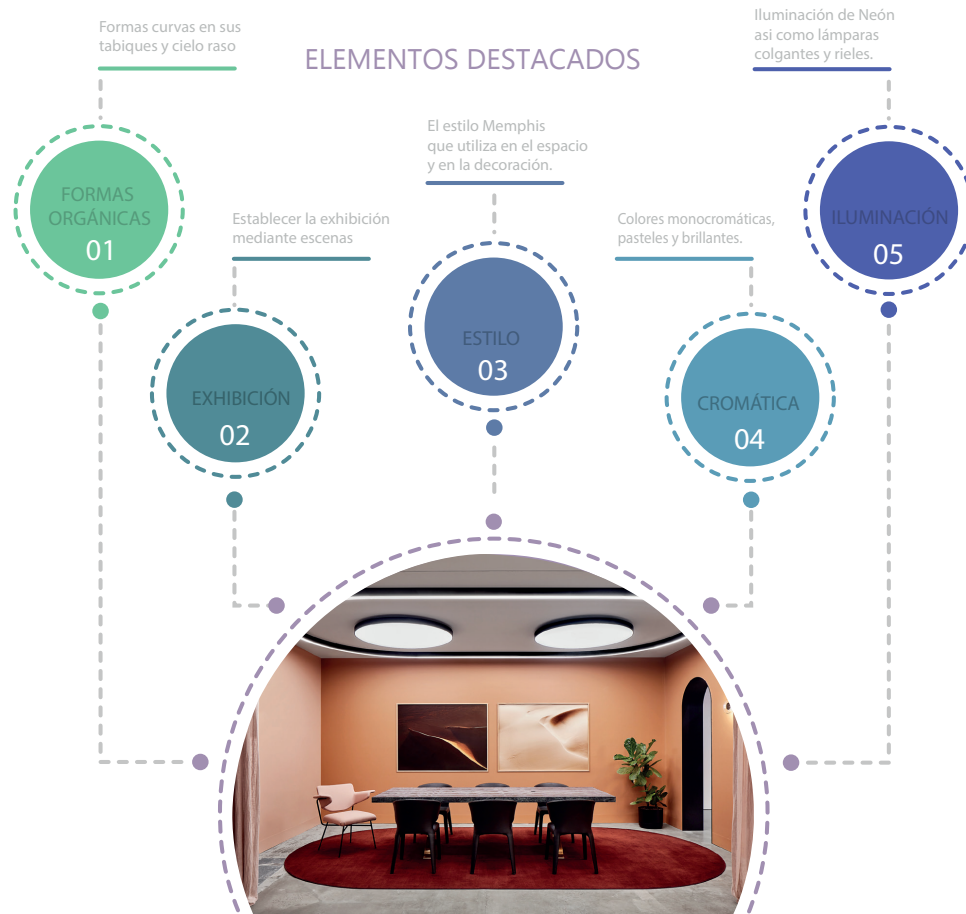 ELEMENTOS DESTACADOS
Formas curvas en sus
tabiques y cielo raso
FORMAS
ORGÁNICAS
01
Establecer la exhibición
mediante escenas
EXHIBICIÓN
02
El estilo Memphis
que utiliza en el espacio
y en la decoración.
ESTILO
03
Colores monocromáticas,
pasteles y brillantes.
CROMÁTICA
04
Iluminación de Neón
asi como lámparas
colgantes y rieles.
ILUMINACIÓN
05